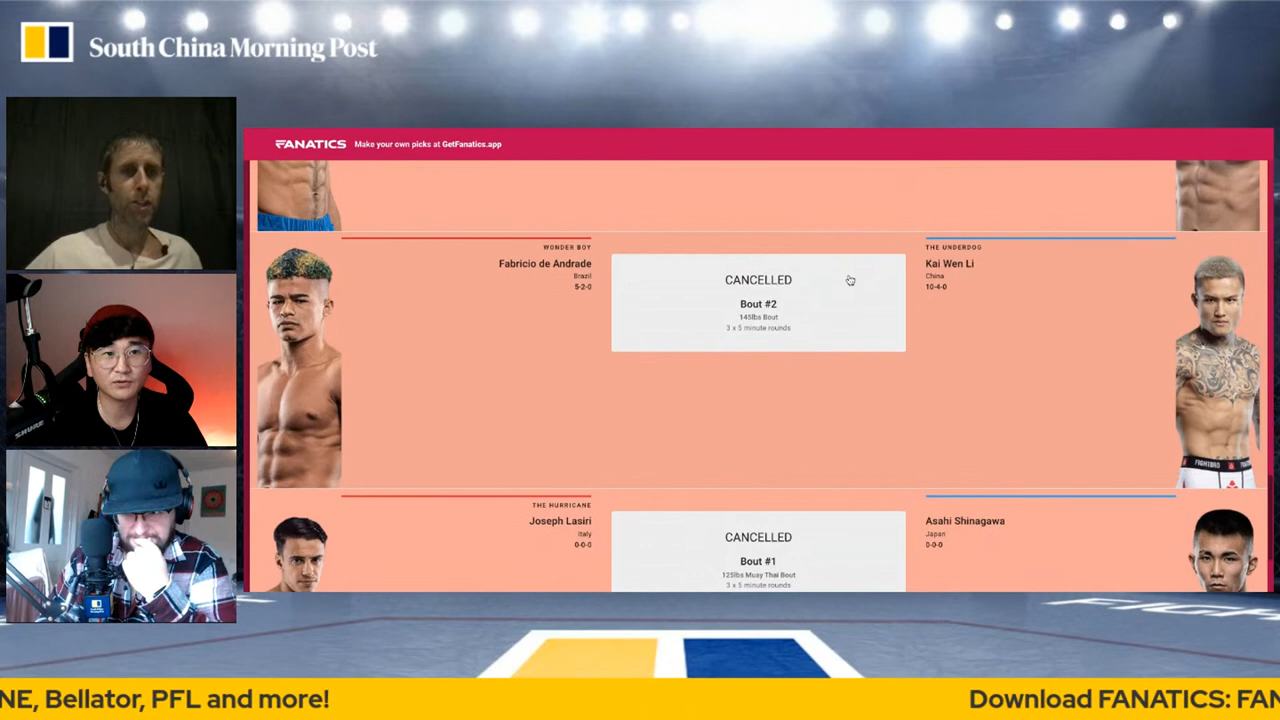 South China Morning Post
FANATICS Make your own picks at GetFanatics.app
WONDER BOY
Fabricio de Andrade
Brazil
5-2-0
CANCELLED
Bout #2
145lbs Bout
3 x 5 minute rounds
THE UNDERDOG
Kai Wen Li
China
10-4-0
FIGHTBRO
SHURE
THE HURRICANE
Joseph Lasiri
Italy
0-0-0
CANCELLED
Bout #1
125lbs Muay Thai Bout
3 x 5 minute rounds
Asahi Shinagawa
Japan
0-0-0
NE, Bellator, PFL and more!
Download FANATICS: FAN